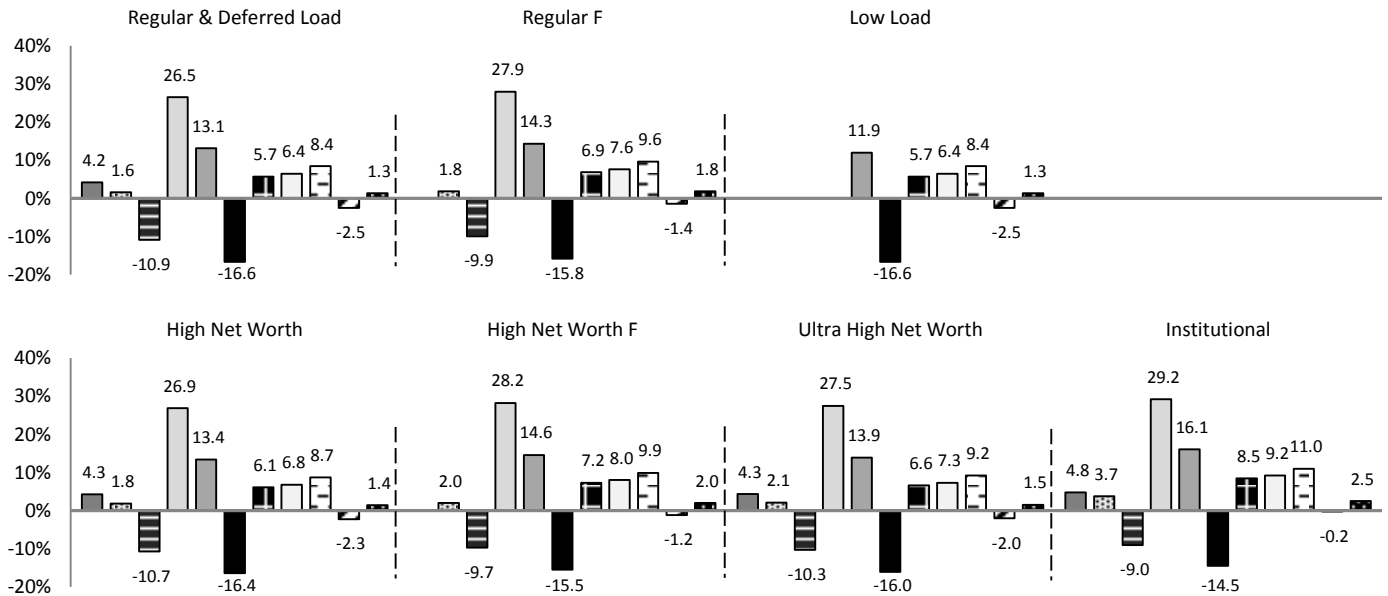 Regular & Deferred Load Regular F Low Load
40%
30%
20%
10%
0%
-10%
-20%
4.2 1.6 -10.9 26.5 13.1 -16.6 5.7 6.4 8.4 -2.5 1.3
1.8 -9.9 27.9 14.3 -15.8 6.9 7.6 9.6 -1.4 1.8
11.9 -16.6 5.7 6.4 8.4 -2.5 1.3
High Net Worth High Net Worth F Ultra High Net Worth Institutional
40%
30%
20%
10%
0%
-10%
-20%
4.3 1.8 -10.7 26.9 13.4 -16.4 6.1 6.8 8.7 -2.3 1.4
2.0 -9.7 28.2 14.6 -15.5 7.2 8.0 9.9 -1.2 2.0
4.3 2.1 -10.3 27.5 13.9 -16.0 6.6 7.3 9.2 -2.0 1.5
4.8 3.7 -9.0 29.2 16.1 -14.5 8.5 9.2 11.0 -0.2 2.5